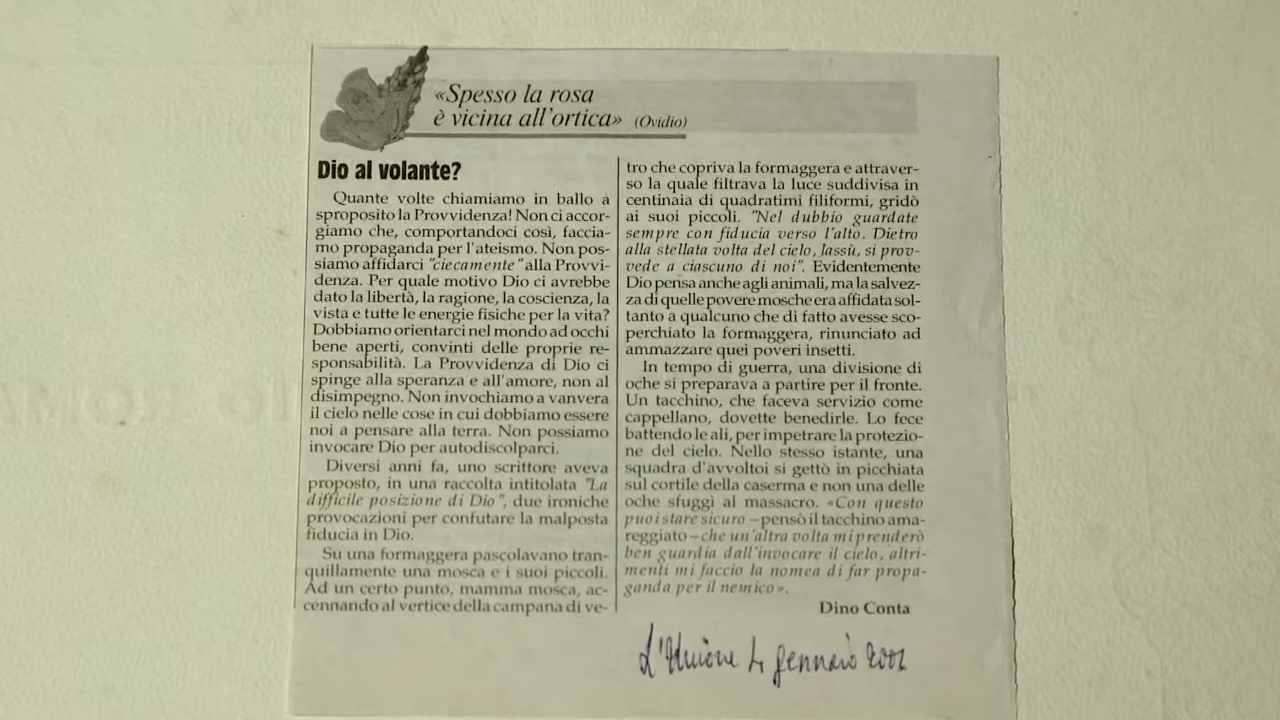 «Spesso la rosa
è vicina all'ortica» (Ovidio)
Dio al volante?
Quante volte chiamiamo in ballo a
sproposito la Provvidenza! Non ci accor-
giamo che, comportandoci così, faccia-
mo propaganda per l'ateismo. Non pos-
siamo affidarci "ciecamente" alla Provvi-
denza. Per quale motivo Dio ci avrebbe
dato la libertà, la ragione, la coscienza, la
vista e tutte le energie fisiche per la vita?
Dobbiamo orientarci nel mondo ad occhi
bene aperti, convinti delle proprie re-
sponsabilità. La Provvidenza di Dio ci
spinge alla speranza e all'amore, non al
disimpegno. Non invochiamo a vanvera
il cielo nelle cose in cui dobbiamo essere
noi a pensare alla terra. Non possiamo
invocare Dio per autodiscolparci.
Diversi anni fa, uno scrittore aveva
proposto, in una raccolta intitolata "La
difficile posizione di Dio", due ironiche
provocazioni per confutare la malposta
fiducia in Dio.
Su una formaggera pascolavano tran-
quillamente una mosca e i suoi piccoli.
Ad un certo punto, mamma mosca, ac-
cennando al vertice della campana di ve-
tro che copriva la formaggera e attraver-
so la quale filtrava la luce suddivisa in
centinaia di quadratimi filiformi, gridò
ai suoi piccoli. "Nel dubbio guardate
sempre con fiducia verso l'alto. Dietro
alla stellata volta del cielo, lassù, si prov-
vede a ciascuno di noi". Evidentemente
Dio pensa anche agli animali, ma la salvez-
za di quelle povere mosche era affidata sol-
tanto a qualcuno che di fatto avesse sco-
perchiato la formaggera, rinunciato ad
ammazzare quei poveri insetti.
In tempo di guerra, una divisione di
oche si preparava a partire per il fronte.
Un tacchino, che faceva servizio come
cappellano, dovette benedirle. Lo fece
battendo le ali, per impetrare la protezio-
ne del cielo. Nello stesso istante, una
squadra d'avvoltoi si gettò in picchiata
sul cortile della caserma e non una delle
oche sfuggì al massacro. «Con questo
puoi stare sicuro – pensò il tacchino ama-
reggiato – che un'altra volta mi prenderò
ben guardia dall'invocare il cielo, altri-
menti mi faccio la nomea di far propa-
ganda per il nemico».
Dino Conta
L'Unione 4 gennaio 2002